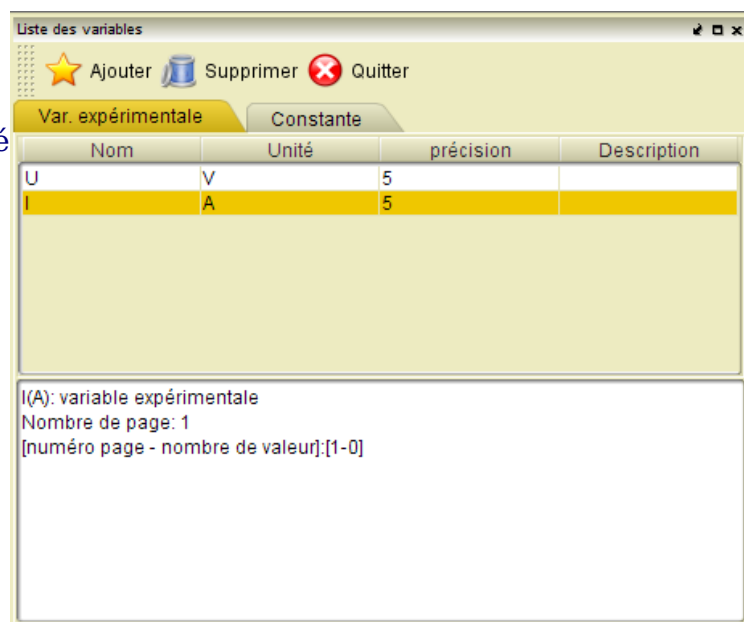 Liste des variables
Ajouter Supprimer Quitter
Var. expérimentale Constante
é
Nom Unité précision Description
U V 5
I A 5
I(A): variable expérimentale
Nombre de page: 1
[numéro page - nombre de valeur]:[1-0]